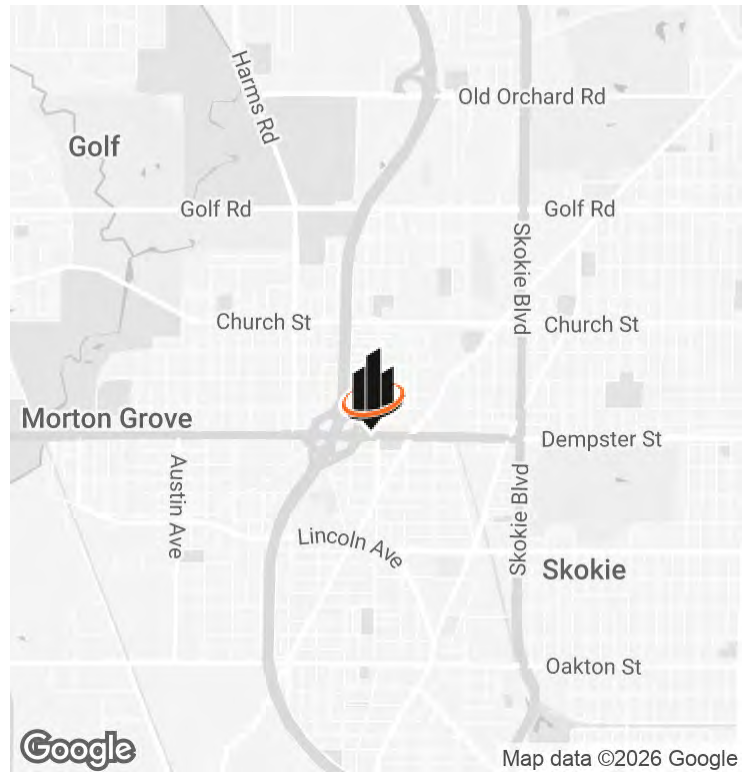 Harms Rd
Old Orchard Rd
Golf
Golf Rd
Golf Rd
Skokie Blvd
Church St
Church St
Morton Grove
Dempster St
Austin Ave
Skokie Blvd
Lincoln Ave
Skokie
Oakton St
Google
Map data ©2026 Google